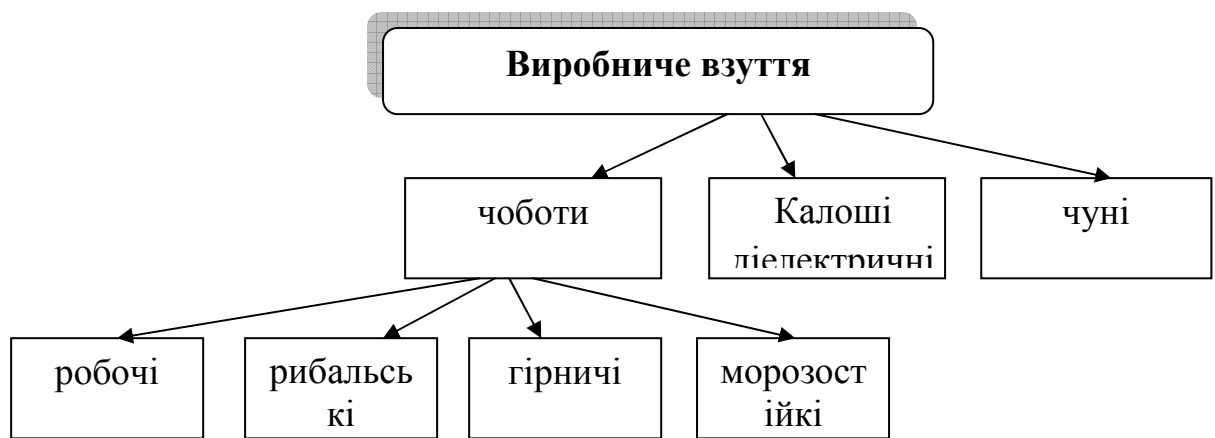 Виробниче взуття
чоботи
Калоші
діелектричні
чуні
робочі
рибальсь
кі
гірничі
морозост
ійкі